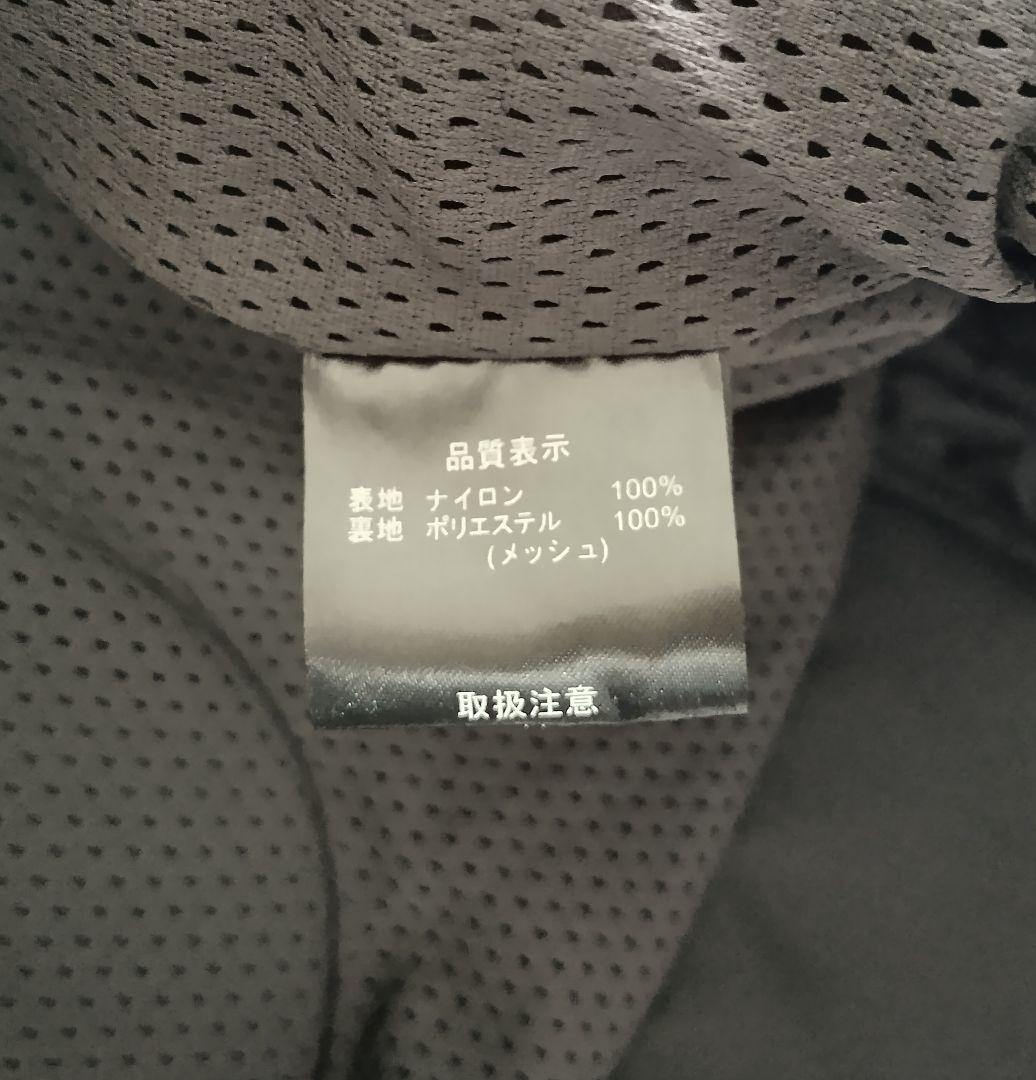 品質表示
表地 ナイロン 100%
裏地 ポリエステル 100%
(メッシュ)
取扱注意